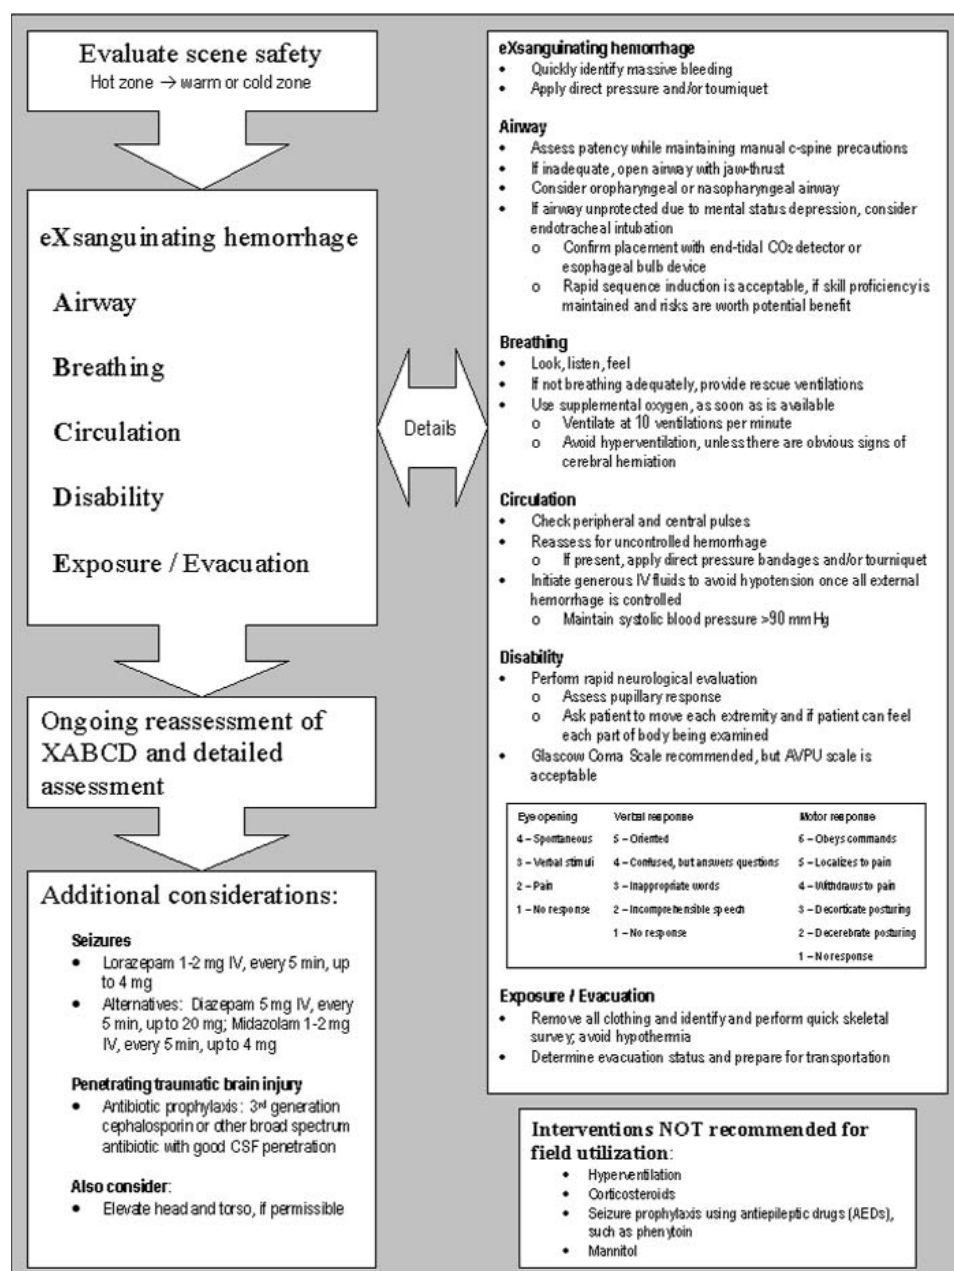 Evaluate scene safety
Hot zone → warm or cold zone
eXsanguinating hemorrhage
Airway
Breathing
Circulation
Disability
Exposure / Evacuation
Ongoing reassessment of
XABCD and detailed
assessment
Additional considerations:
Seizures
• Lorazepam 1-2 mg IV, every 5 min, up
to 4 mg
• Alternatives: Diazepam 5 mg IV, every
5 min, up to 20 mg; Midazolam 1-2 mg
IV, every 5 min, up to 4 mg
Penetrating traumatic brain injury
• Antibiotic prophylaxis: 3rd generation
cephalosporin or other broad spectrum
antibiotic with good CSF penetration
Also consider:
• Elevate head and torso, if permissible
Details
eXsanguinating hemorrhage
• Quickly identify massive bleeding
• Apply direct pressure and/or tourniquet
Airway
• Assess patency while maintaining manual c-spine precautions
• If inadequate, open airway with jaw-thrust
• Consider oropharyngeal or nasopharyngeal airway
• If airway unprotected due to mental status depression, consider
endotracheal intubation
o Confirm placement with end-tidal CO2 detector or
esophageal bulb device
o Rapid sequence induction is acceptable, if skill proficiency is
maintained and risks are worth potential benefit
Breathing
• Look, listen, feel
• If not breathing adequately, provide rescue ventilations
• Use supplemental oxygen, as soon as is available
o Ventilate at 10 ventilations per minute
o Avoid hyperventilation, unless there are obvious signs of
cerebral herniation
Circulation
• Check peripheral and central pulses
• Reassess for uncontrolled hemorrhage
o If present, apply direct pressure bandages and/or tourniquet
• Initiate generous IV fluids to avoid hypotension once all external
hemorrhage is controlled
o Maintain systolic blood pressure >90 mm Hg
Disability
• Perform rapid neurological evaluation
o Assess pupillary response
o Ask patient to move each extremity and if patient can feel
each part of body being examined
• Glascow Coma Scale recommended, but AVPU scale is
acceptable
Eye opening Verbal response Motor response
4 – Spontaneous 5 – Oriented 6 – Obeys commands
3 – Verbal stimuli 4 – Confused, but answers questions 5 – Localizes to pain
2 – Pain 3 – Inappropriate words 4 – Withdraws to pain
1 – No response 2 – Incomprehensible speech 3 – Decorticate posturing
1 – No response 2 – Decerebrate posturing
1 – No response
Exposure / Evacuation
• Remove all clothing and identify and perform quick skeletal
survey; avoid hypothermia
• Determine evacuation status and prepare for transportation
Interventions NOT recommended for
field utilization:
• Hyperventilation
• Corticosteroids
• Seizure prophylaxis using antiepileptic drugs (AEDs),
such as phenytoin
• Mannitol